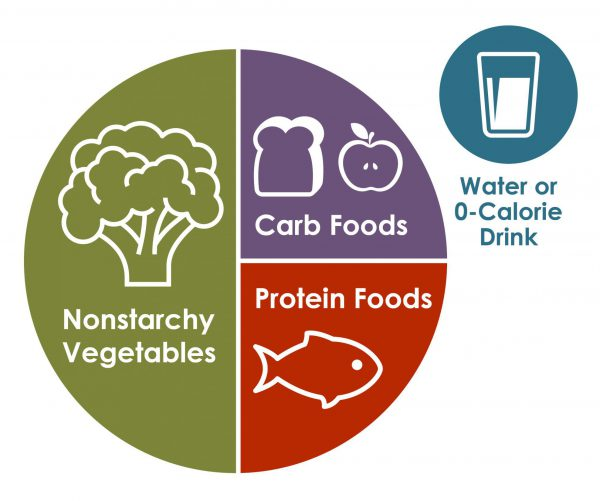 Nonstarchy
Vegetables
Carb Foods
Protein Foods
Water or
0-Calorie
Drink